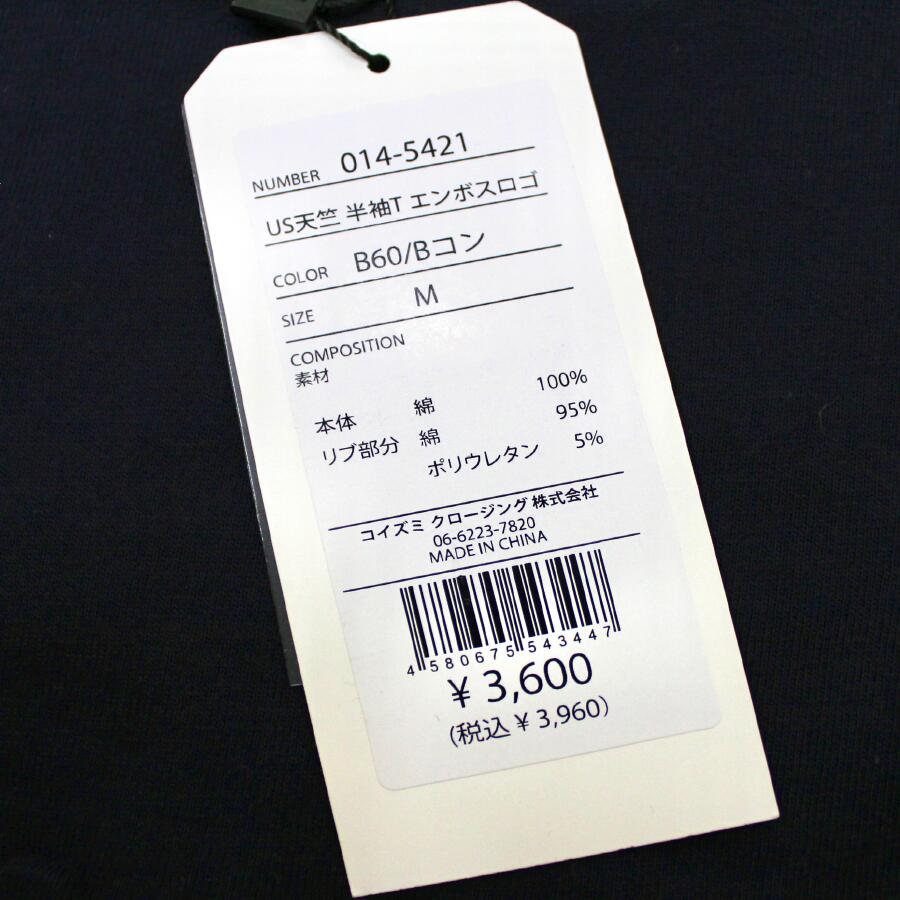 NUMBER 014-5421
US天竺 半袖T エンボスロゴ
COLOR B60/Bコン
SIZE M
COMPOSITION
素材
本体 綿 100%
リブ部分 綿 95%
ポリウレタン 5%
コイズミ クロージング 株式会社
06-6223-7820
MADE IN CHINA
4 580675 543447
¥ 3,600
(税込 ¥ 3,960)